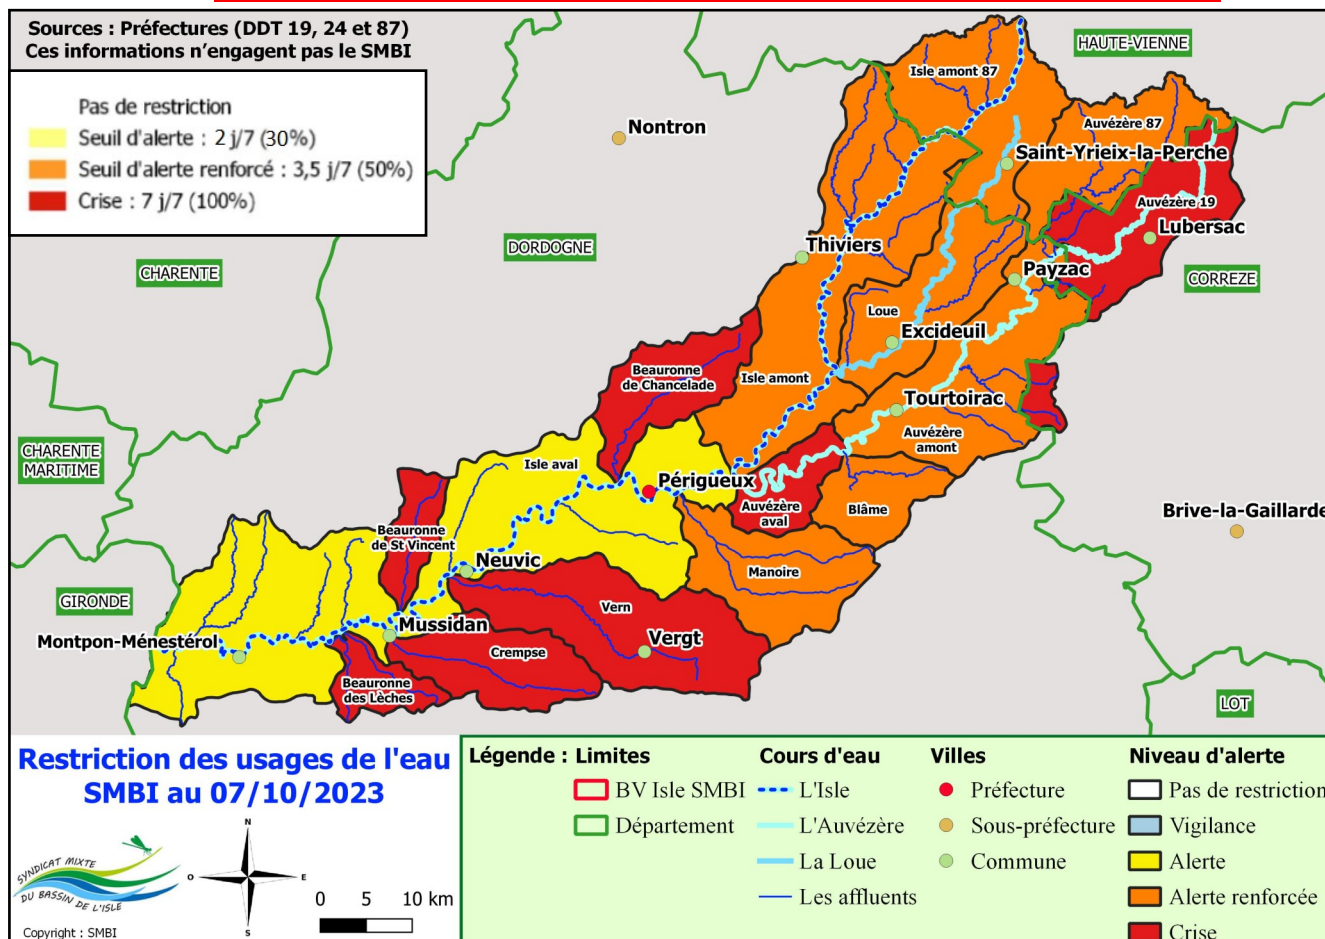 Sources : Préfectures (DDT 19, 24 et 87)
Ces informations n'engagent pas le SMBI
Pas de restriction
Seuil d'alerte : 2 j/7 (30%)
Seuil d'alerte renforcé : 3,5 j/7 (50%)
Crise : 7 j/7 (100%)
HAUTE-VIENNE
Isle amont 87
Nontron
Auvézère 87
Saint-Yrieix-la-Perche
Auvézère 19
Lubersac
Thiviers
DORDOGNE
CHARENTE
Payzac
CORREZE
Loue
Excideuil
Beauronne
de Chancelade
Isle amont
Tourtoirac
Auvézère
amont
CHARENTE
MARITIME
Isle aval
Périgueux
Auvézère
aval
Blâme
Brive-la-Gaillarde
Beauronne
de St Vincent
Neuvic
Manoire
GIRONDE
Vern
Mussidan
Montpon-Ménestérol
Vergt
Crempse
Beauronne
des Lèches
LOT
Restriction des usages de l'eau
SMBI au 07/10/2023
SYNDICAT MIXTE
DU BASSIN DE L'ISLE
Copyright : SMBI
N
O
E
S
0 5 10 km
Légende : Limites
BV Isle SMBI
Département
Cours d'eau
L'Isle
L'Auvézère
La Loue
Les affluents
Villes
Préfecture
Sous-préfecture
Commune
Niveau d'alerte
Pas de restriction
Vigilance
Alerte
Alerte renforcée
Crise